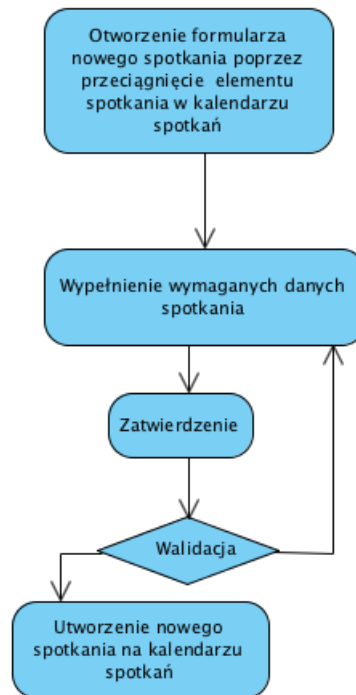 Otworzenie formularza
nowego spotkania poprzez
przeciągnięcie elementu
spotkania w kalendarzu
spotkań
Wypełnienie wymaganych danych
spotkania
Zatwierdzenie
Walidacja
Utworzenie nowego
spotkania na kalendarzu
spotkań